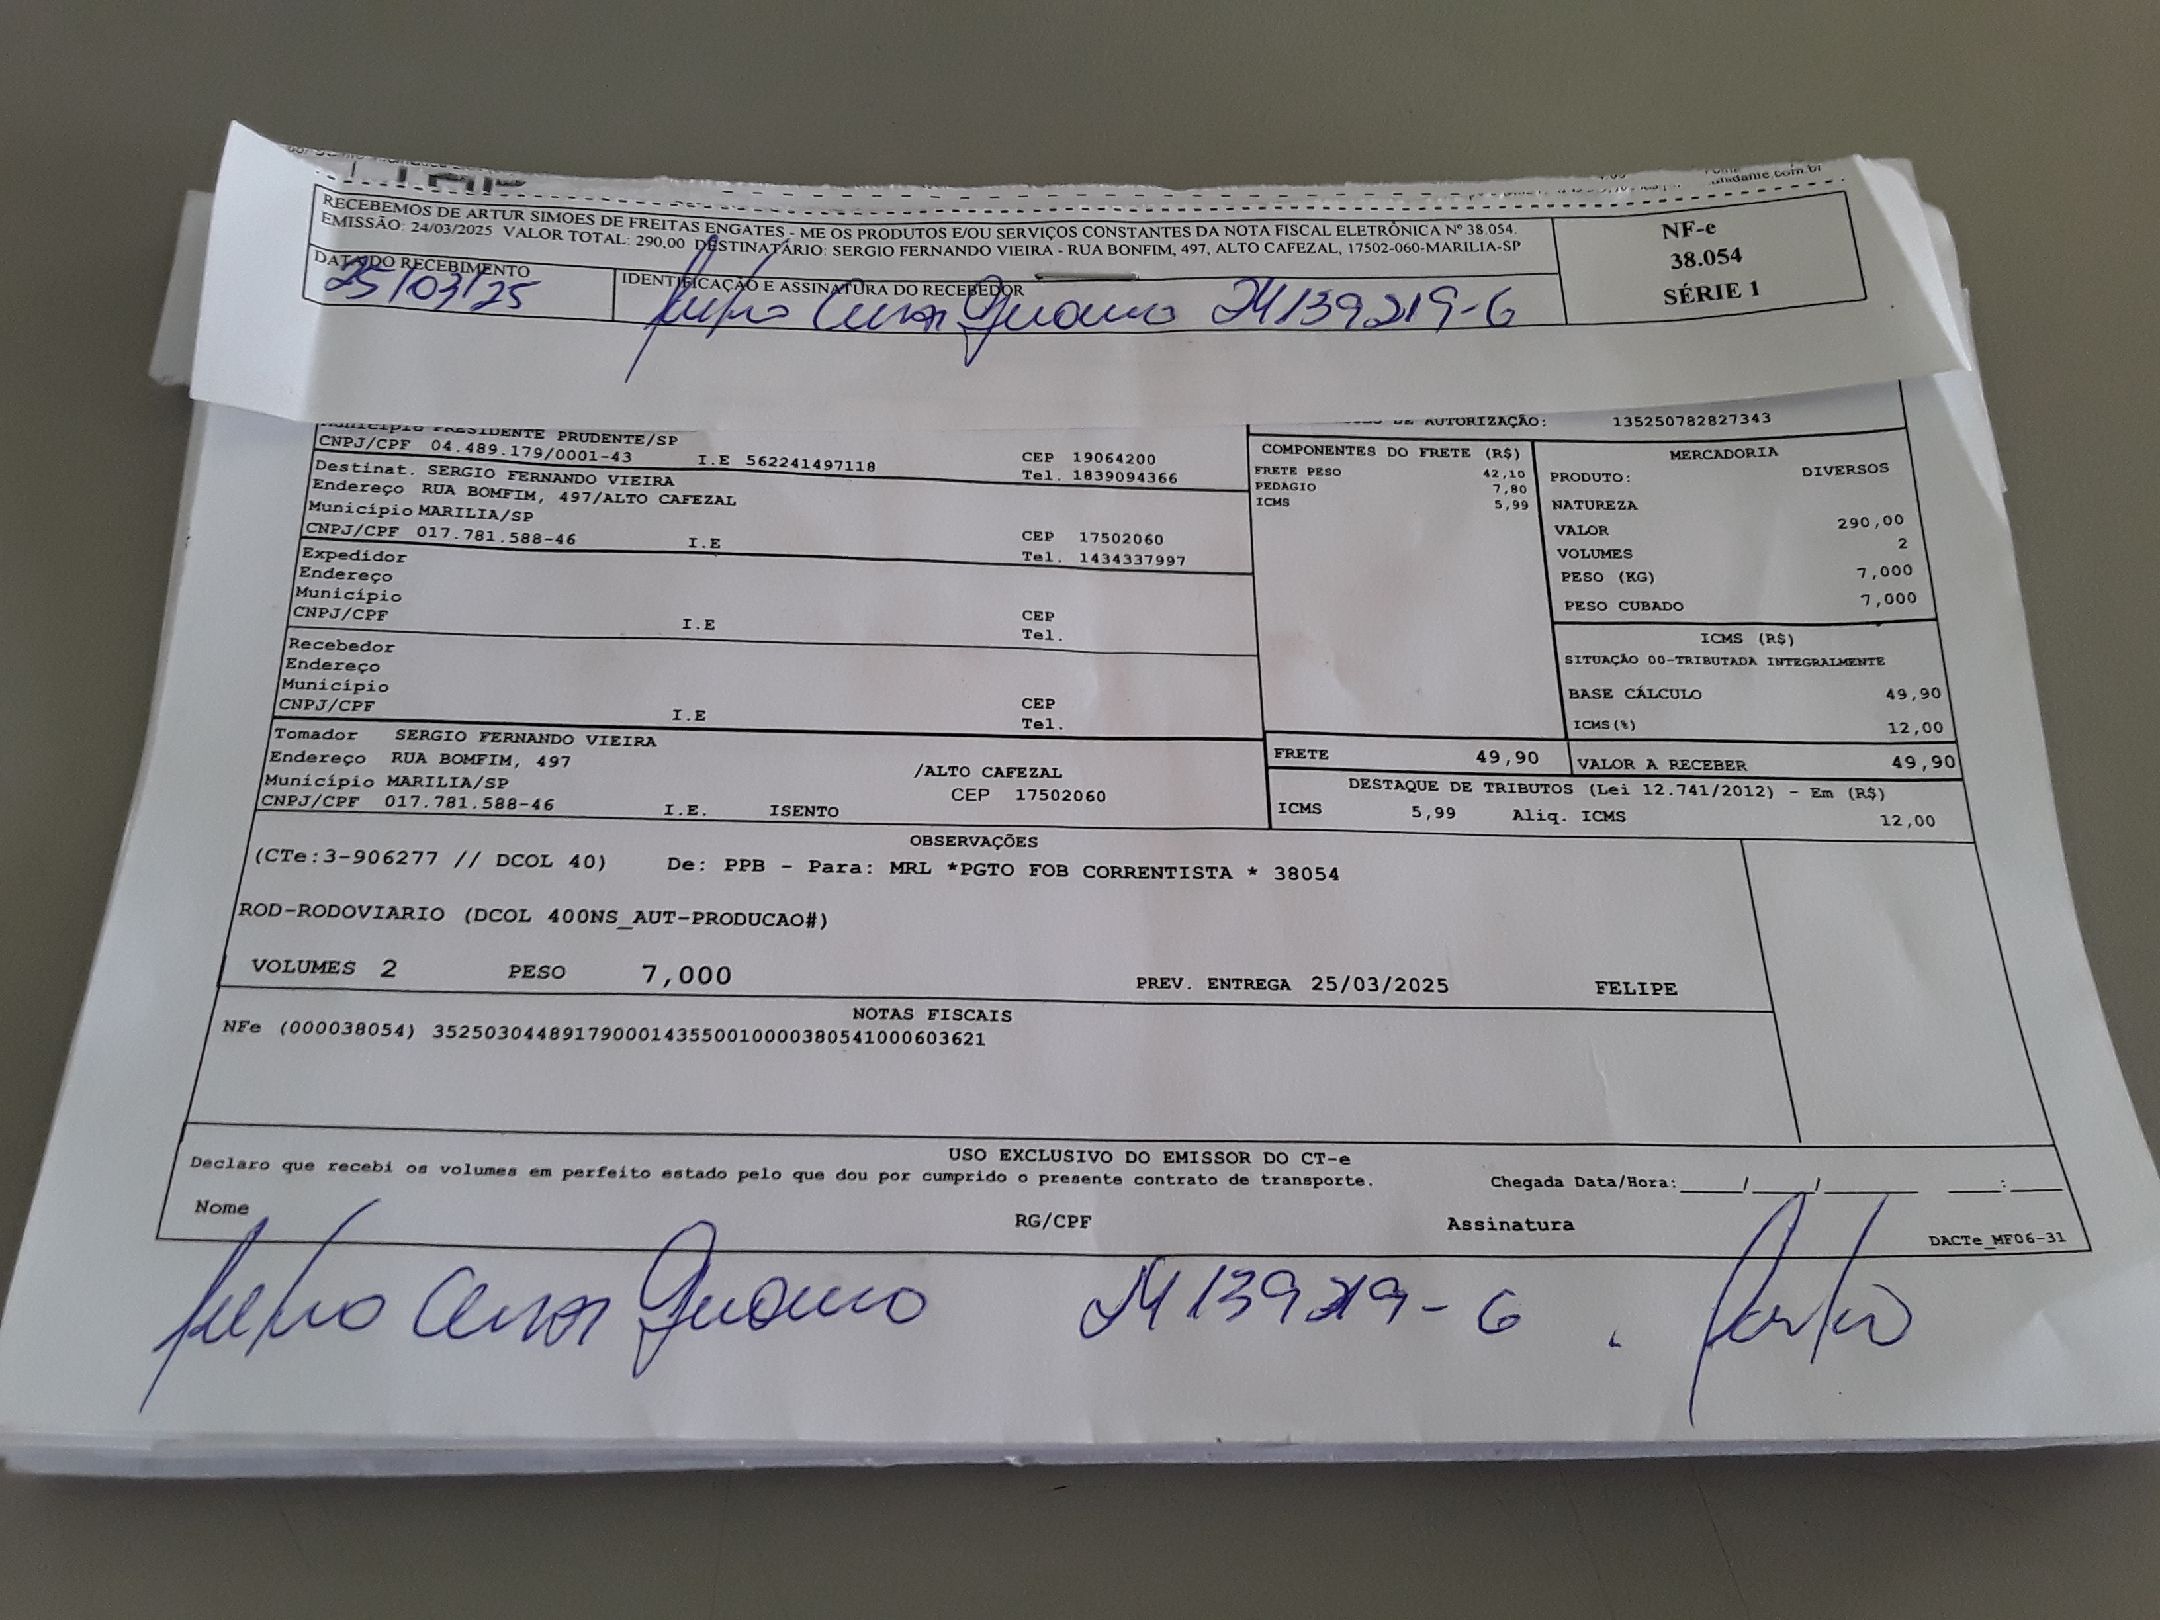 RECEBEMOS DE ARTUR SIMOES DE FREITAS ENGATES - ME OS PRODUTOS E/OU SERVIÇOS CONSTANTES DA NOTA FISCAL ELETRÔNICA Nº 38.054.
EMISSÃO: 24/03/2025 VALOR TOTAL: 290,00 DESTINATÁRIO: SERGIO FERNANDO VIEIRA - RUA BONFIM, 497, ALTO CAFEZAL, 17502-060-MARILIA-SP
NF-e
38.054
SÉRIE 1
DATA DO RECEBIMENTO
25/03/25
IDENTIFICAÇÃO E ASSINATURA DO RECEBEDOR
24139219-6
Município PRESIDENTE PRUDENTE/SP
CNPJ/CPF 04.489.179/0001-43 I.E 562241497118 CEP 19064200
Tel. 1839094366
Destinat. SERGIO FERNANDO VIEIRA
Endereço RUA BOMFIM, 497/ALTO CAFEZAL
Município MARILIA/SP
CNPJ/CPF 017.781.588-46 I.E CEP 17502060
Tel. 1434337997
Expedidor
Endereço
Município
CNPJ/CPF I.E CEP
Tel.
Recebedor
Endereço
Município
CNPJ/CPF I.E CEP
Tel.
Tomador SERGIO FERNANDO VIEIRA
Endereço RUA BOMFIM, 497 /ALTO CAFEZAL
Município MARILIA/SP CEP 17502060
CNPJ/CPF 017.781.588-46 I.E. ISENTO
DE AUTORIZAÇÃO: 135250782827343
COMPONENTES DO FRETE (R$)
FRETE PESO 42,10
PEDAGIO 7,80
ICMS 5,99
MERCADORIA
PRODUTO: DIVERSOS
NATUREZA
VALOR 290,00
VOLUMES 2
PESO (KG) 7,000
PESO CUBADO 7,000
ICMS (R$)
SITUAÇÃO 00-TRIBUTADA INTEGRALMENTE
BASE CÁLCULO 49,90
ICMS(%) 12,00
FRETE 49,90 VALOR A RECEBER 49,90
DESTAQUE DE TRIBUTOS (Lei 12.741/2012) - Em (R$)
ICMS 5,99 Aliq. ICMS 12,00
OBSERVAÇÕES
(CTe:3-906277 // DCOL 40) De: PPB - Para: MRL *PGTO FOB CORRENTISTA * 38054
ROD-RODOVIARIO (DCOL 400NS_AUT-PRODUCAO#)
VOLUMES 2 PESO 7,000 PREV. ENTREGA 25/03/2025 FELIPE
NOTAS FISCAIS
NFe (000038054) 35250304489179000143550010000380541000603621
USO EXCLUSIVO DO EMISSOR DO CT-e
Declaro que recebi os volumes em perfeito estado pelo que dou por cumprido o presente contrato de transporte. Chegada Data/Hora:____/____/______ ___:___
Nome RG/CPF Assinatura
DACTe_MF06-31
24139219-6